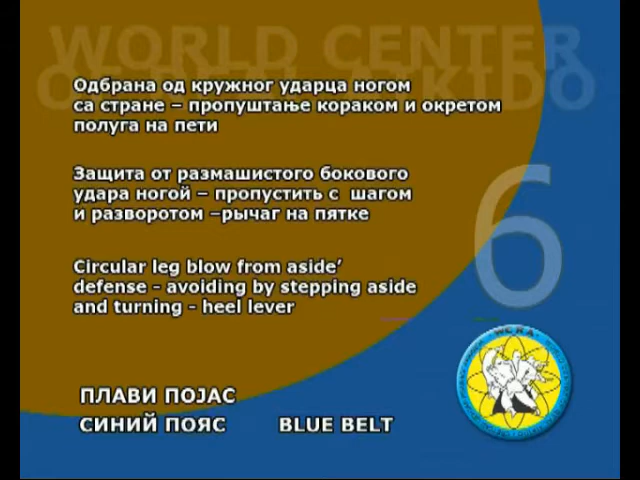 WORLD CENTER
Одбрана од кружног ударца ногом
са стране – пропуштање кораком и окретом
полуга на пети
Защита от размашистого бокового
удара ногой – пропустить с шагом
и разворотом –рычаг на пятке
6
Circular leg blow from aside’
defense - avoiding by stepping aside
and turning - heel lever
WCRA
ПЛАВИ ПОЈАС
СИНИЙ ПОЯС BLUE BELT